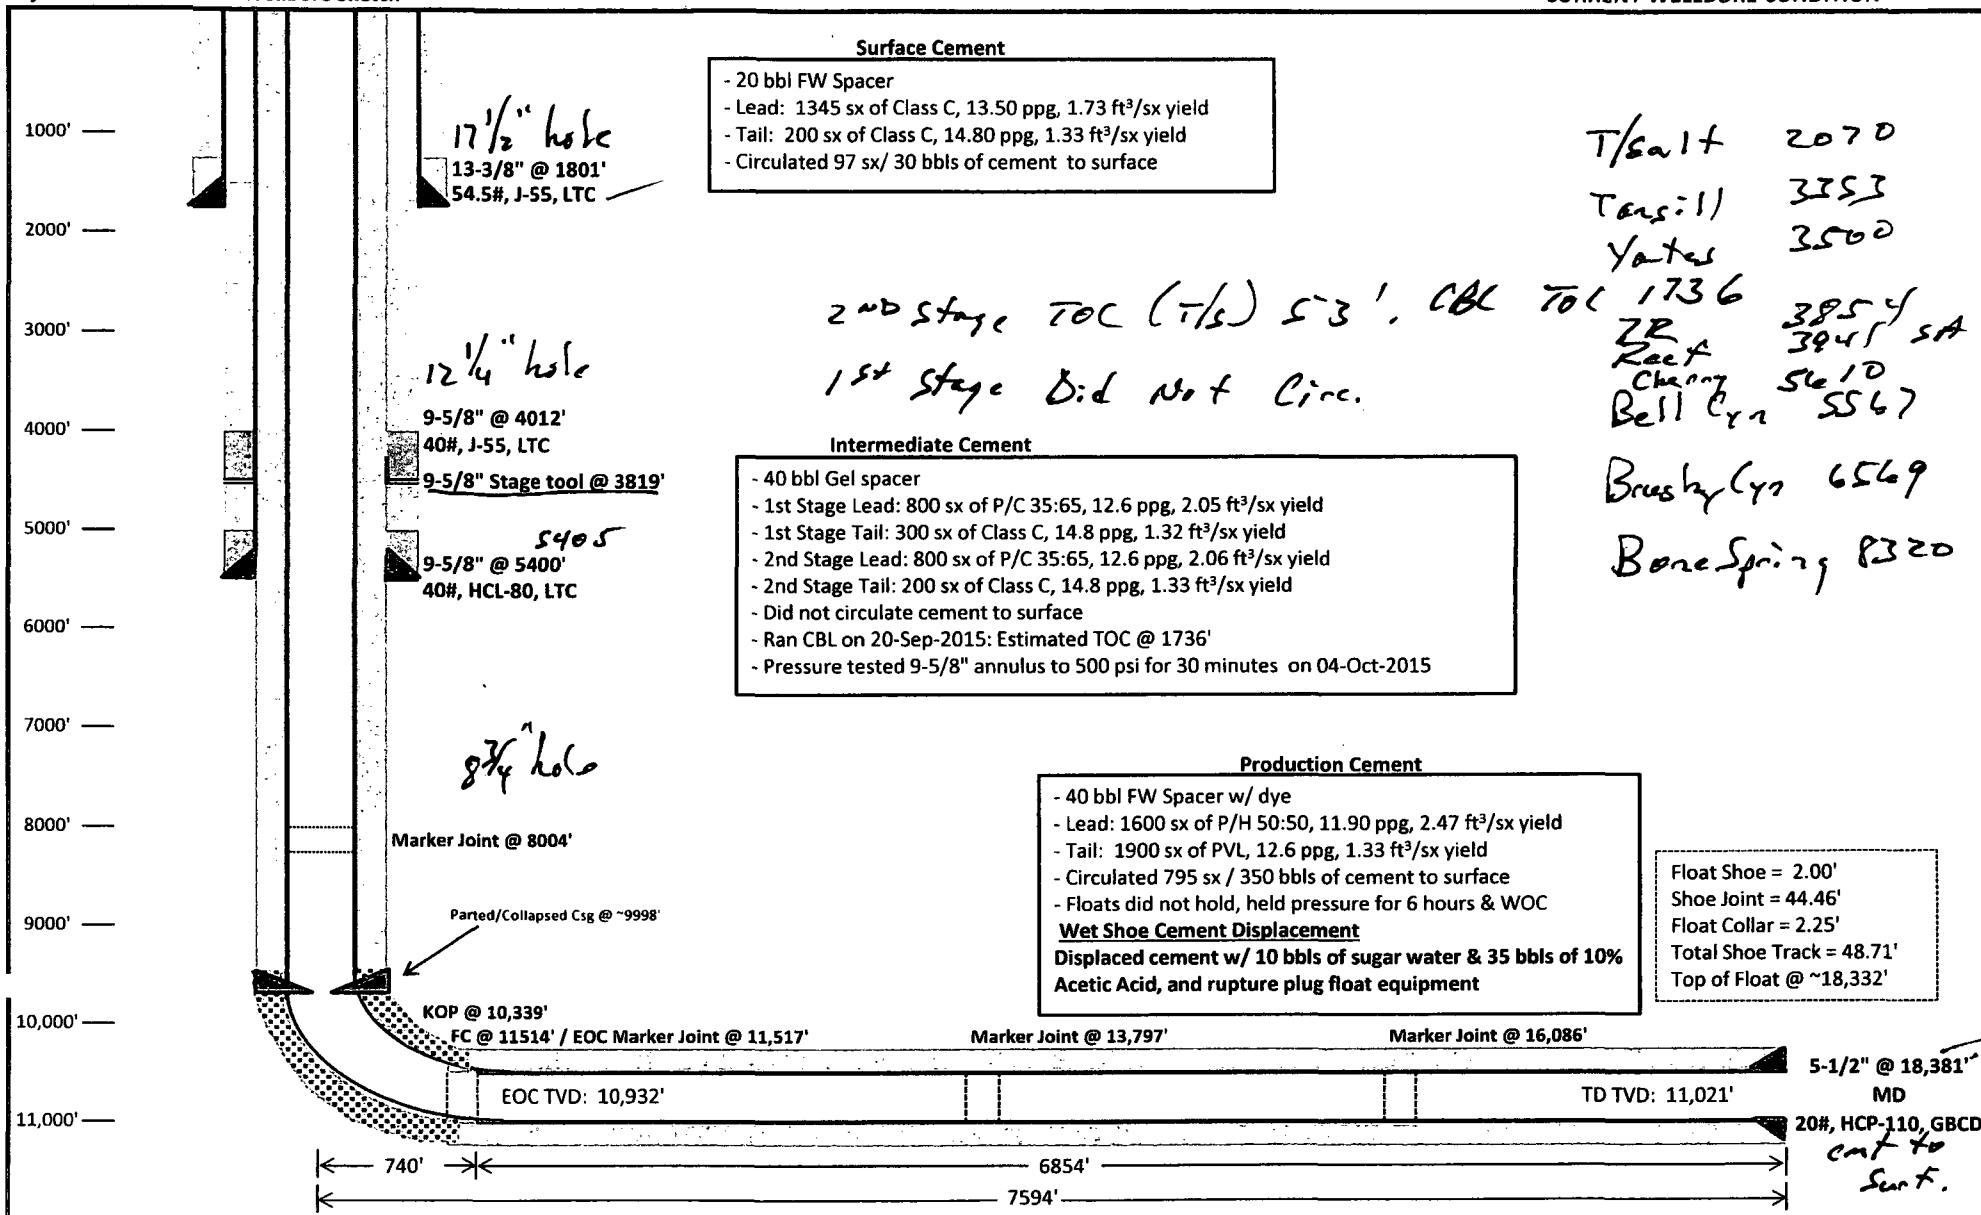 Surface Cement
- 20 bbl FW Spacer
- Lead: 1345 sx of Class C, 13.50 ppg, 1.73 ft³/sx yield
- Tail: 200 sx of Class C, 14.80 ppg, 1.33 ft³/sx yield
- Circulated 97 sx/ 30 bbls of cement to surface
1000'
17 1/2" hole
13-3/8" @ 1801'
54.5#, J-55, LTC
2000'
T/Salt 2070
Tansill 3353
Yates 3500
2ND Stage TOC (T/S) 53'. CBL TOC 1736
1st Stage Did Not Circ.
3854
Reef
Cherry 5610
Bell Cyn 5567
Brushy Cyn 6569
Bone Spring 8320
3000'
12 1/4" hole
9-5/8" @ 4012'
40#, J-55, LTC
4000'
9-5/8" Stage tool @ 3819'
5000'
5405
9-5/8" @ 5400'
40#, HCL-80, LTC
Intermediate Cement
- 40 bbl Gel spacer
- 1st Stage Lead: 800 sx of P/C 35:65, 12.6 ppg, 2.05 ft³/sx yield
- 1st Stage Tail: 300 sx of Class C, 14.8 ppg, 1.32 ft³/sx yield
- 2nd Stage Lead: 800 sx of P/C 35:65, 12.6 ppg, 2.06 ft³/sx yield
- 2nd Stage Tail: 200 sx of Class C, 14.8 ppg, 1.33 ft³/sx yield
- Did not circulate cement to surface
- Ran CBL on 20-Sep-2015: Estimated TOC @ 1736'
- Pressure tested 9-5/8" annulus to 500 psi for 30 minutes on 04-Oct-2015
6000'
7000'
8 3/4" hole
8000'
Marker Joint @ 8004'
Production Cement
- 40 bbl FW Spacer w/ dye
- Lead: 1600 sx of P/H 50:50, 11.90 ppg, 2.47 ft³/sx yield
- Tail: 1900 sx of PVL, 12.6 ppg, 1.33 ft³/sx yield
- Circulated 795 sx / 350 bbls of cement to surface
- Floats did not hold, held pressure for 6 hours & WOC
Wet Shoe Cement Displacement
Displaced cement w/ 10 bbls of sugar water & 35 bbls of 10%
Acetic Acid, and rupture plug float equipment
Float Shoe = 2.00'
Shoe Joint = 44.46'
Float Collar = 2.25'
Total Shoe Track = 48.71'
Top of Float @ ~18,332'
9000'
Parted/Collapsed Csg @ ~9998'
10,000'
KOP @ 10,339'
FC @ 11514' / EOC Marker Joint @ 11,517'
Marker Joint @ 13,797'
Marker Joint @ 16,086'
5-1/2" @ 18,381'
MD
20#, HCP-110, GBCD
cmt to
Surf.
EOC TVD: 10,932'
TD TVD: 11,021'
11,000'
740'
6854'
7594'